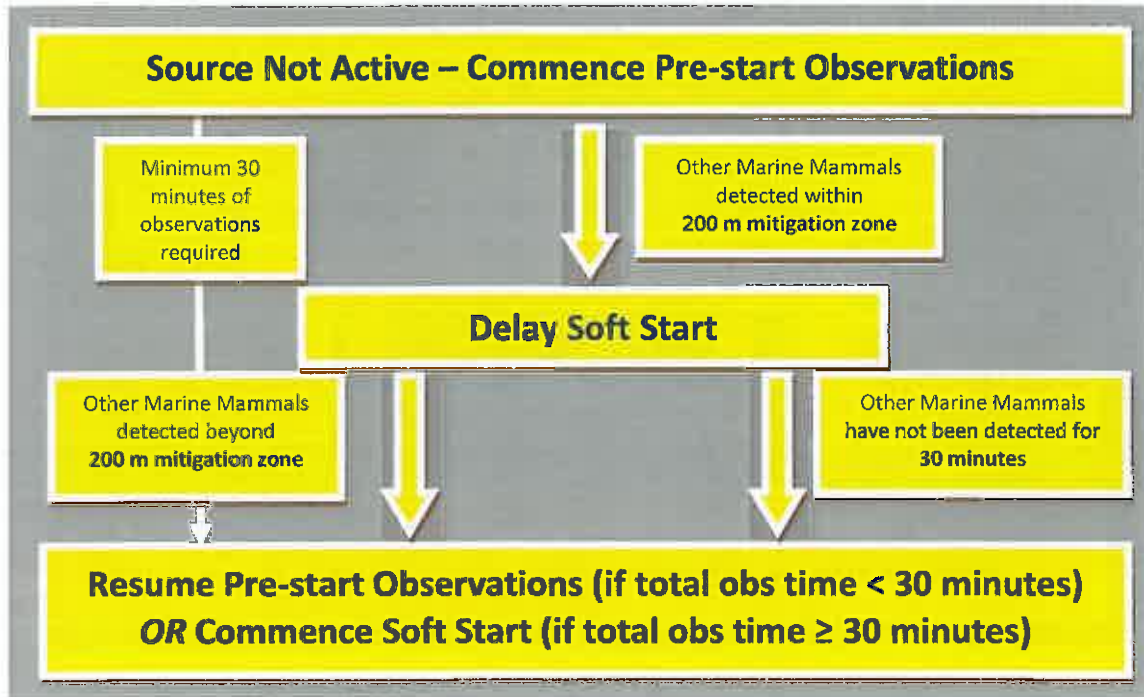 Source Not Active – Commence Pre-start Observations
Minimum 30
minutes of
observations
required
Other Marine Mammals
detected within
200 m mitigation zone
Delay Soft Start
Other Marine Mammals
detected beyond
200 m mitigation zone
Other Marine Mammals
have not been detected for
30 minutes
Resume Pre-start Observations (if total obs time < 30 minutes)
OR Commence Soft Start (if total obs time ≥ 30 minutes)